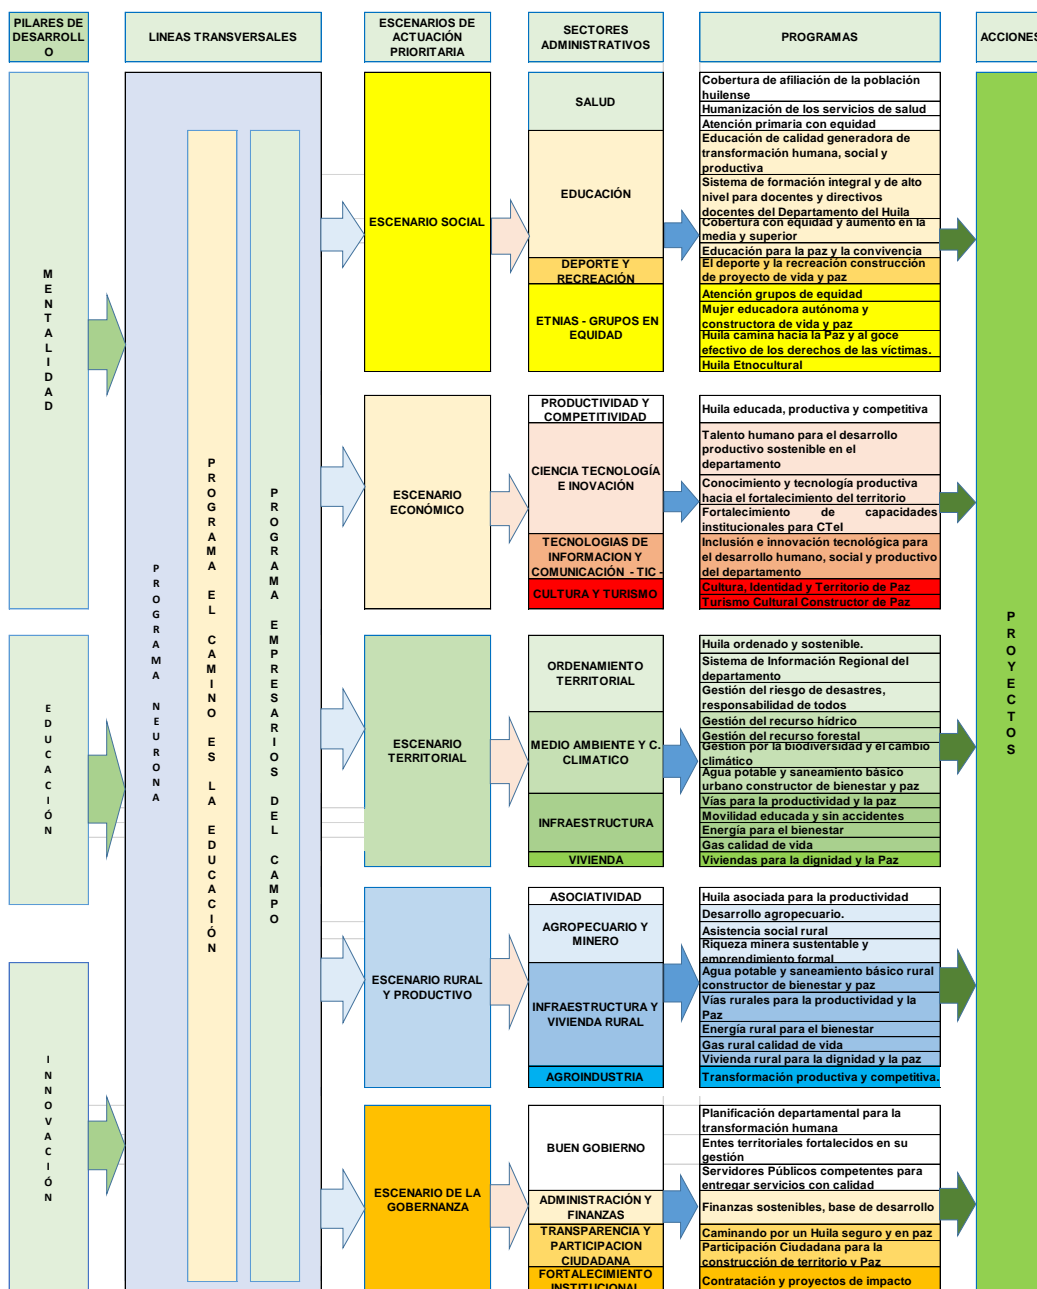 PILARES DE
DESARROLL
O
LINEAS TRANSVERSALES
ESCENARIOS DE
ACTUACIÓN
PRIORITARIA
SECTORES
ADMINISTRATIVOS
PROGRAMAS
ACCIONES
MENTALIDAD
EDUCACIÓN
INNOVACIÓN
PROGRAMA NEURONA
PROGRAMA EL CAMINO ES LA EDUCACIÓN
PROGRAMA EMPRESARIOS DEL CAMPO
ESCENARIO SOCIAL
SALUD
Cobertura de afiliación de la población
huilense
Humanización de los servicios de salud
Atención primaria con equidad
EDUCACIÓN
Educación de calidad generadora de
transformación humana, social y
productiva
Sistema de formación integral y de alto
nivel para docentes y directivos
docentes del Departamento del Huila
Cobertura con equidad y aumento en la
media y superior
Educación para la paz y la convivencia
DEPORTE Y
RECREACIÓN
El deporte y la recreación construcción
de proyecto de vida y paz
ETNIAS - GRUPOS EN
EQUIDAD
Atención grupos de equidad
Mujer educadora autónoma y
constructora de vida y paz
Huila camina hacia la Paz y al goce
efectivo de los derechos de las víctimas.
Huila Etnocultural
ESCENARIO
ECONÓMICO
PRODUCTIVIDAD Y
COMPETITIVIDAD
Huila educada, productiva y competitiva
CIENCIA TECNOLOGÍA
E INOVACIÓN
Talento humano para el desarrollo
productivo sostenible en el
departamento
Conocimiento y tecnología productiva
hacia el fortalecimiento del territorio
Fortalecimiento de capacidades
institucionales para CTeI
TECNOLOGIAS DE
INFORMACION Y
COMUNICACIÓN - TIC -
Inclusión e innovación tecnológica para
el desarrollo humano, social y productivo
del departamento
CULTURA Y TURISMO
Cultura, Identidad y Territorio de Paz
Turismo Cultural Constructor de Paz
ESCENARIO
TERRITORIAL
ORDENAMIENTO
TERRITORIAL
Huila ordenado y sostenible.
Sistema de Información Regional del
departamento
Gestión del riesgo de desastres,
responsabilidad de todos
MEDIO AMBIENTE Y C.
CLIMATICO
Gestión del recurso hídrico
Gestión del recurso forestal
Gestión por la biodiversidad y el cambio
climático
Agua potable y saneamiento básico
urbano constructor de bienestar y paz
INFRAESTRUCTURA
Vías para la productividad y la paz
Movilidad educada y sin accidentes
Energía para el bienestar
Gas calidad de vida
VIVIENDA
Viviendas para la dignidad y la Paz
ESCENARIO RURAL
Y PRODUCTIVO
ASOCIATIVIDAD
Huila asociada para la productividad
AGROPECUARIO Y
MINERO
Desarrollo agropecuario.
Asistencia social rural
Riqueza minera sustentable y
emprendimiento formal
INFRAESTRUCTURA Y
VIVIENDA RURAL
Agua potable y saneamiento básico rural
constructor de bienestar y paz
Vías rurales para la productividad y la
Paz
Energía rural para el bienestar
Gas rural calidad de vida
Vivienda rural para la dignidad y la paz
AGROINDUSTRIA
Transformación productiva y competitiva.
ESCENARIO DE LA
GOBERNANZA
BUEN GOBIERNO
Planificación departamental para la
transformación humana
Entes territoriales fortalecidos en su
gestión
Servidores Públicos competentes para
entregar servicios con calidad
ADMINISTRACIÓN Y
FINANZAS
Finanzas sostenibles, base de desarrollo
TRANSPARENCIA Y
PARTICIPACION
CIUDADANA
Caminando por un Huila seguro y en paz
Participación Ciudadana para la
construcción de territorio y Paz
FORTALECIMIENTO
INSTITUCIONAL
Contratación y proyectos de impacto
PROYECTOS